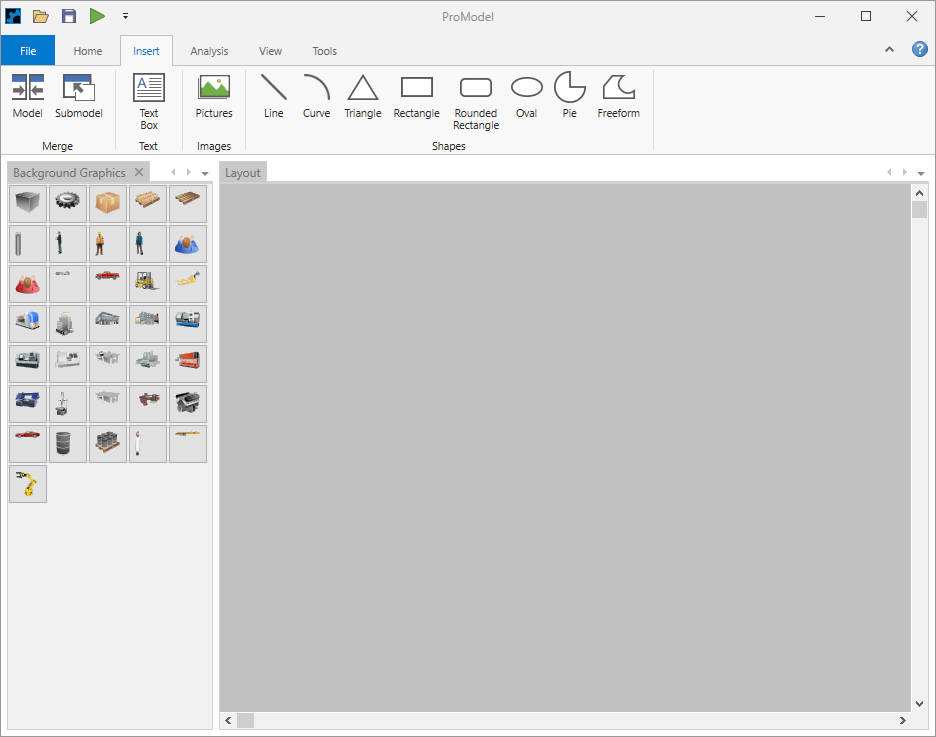 ProModel
File Home Insert Analysis View Tools
?
A
Model Submodel Text Box Pictures Line Curve Triangle Rectangle Rounded Rectangle Oval Pie Freeform
Merge Text Images Shapes
Background Graphics Layout